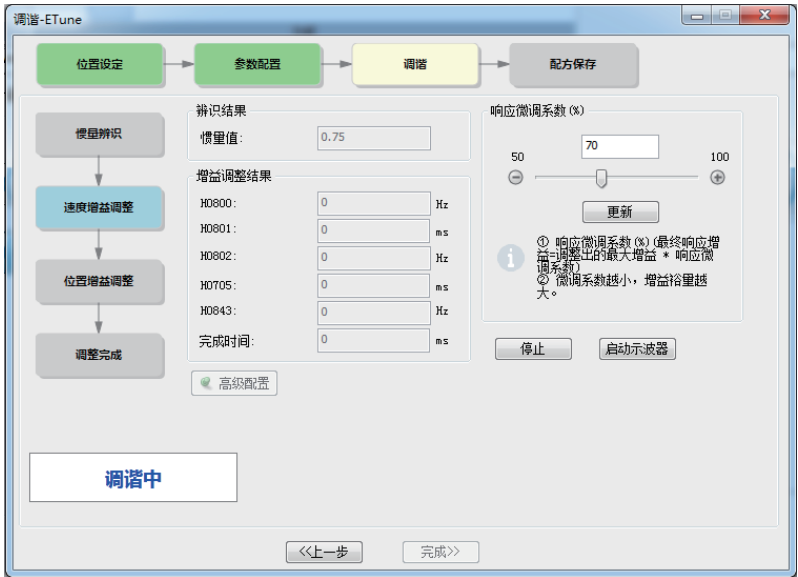 调谐-ETune
位置设定
参数配置
调谐
配方保存
惯量辨识
速度增益调整
位置增益调整
调整完成
辨识结果
惯量值:
0.75
增益调整结果
H0800:
0
Hz
H0801:
0
ms
H0802:
0
Hz
H0705:
0
ms
H0843:
0
Hz
完成时间:
0
ms
高级配置
响应微调系数(%)
70
50
100
更新
① 响应微调系数(%)(最终响应增
益=调整出的最大增益 * 响应微
调系数)
② 微调系数越小，增益裕量越
大。
停止
启动示波器
调谐中
<<上一步
完成>>